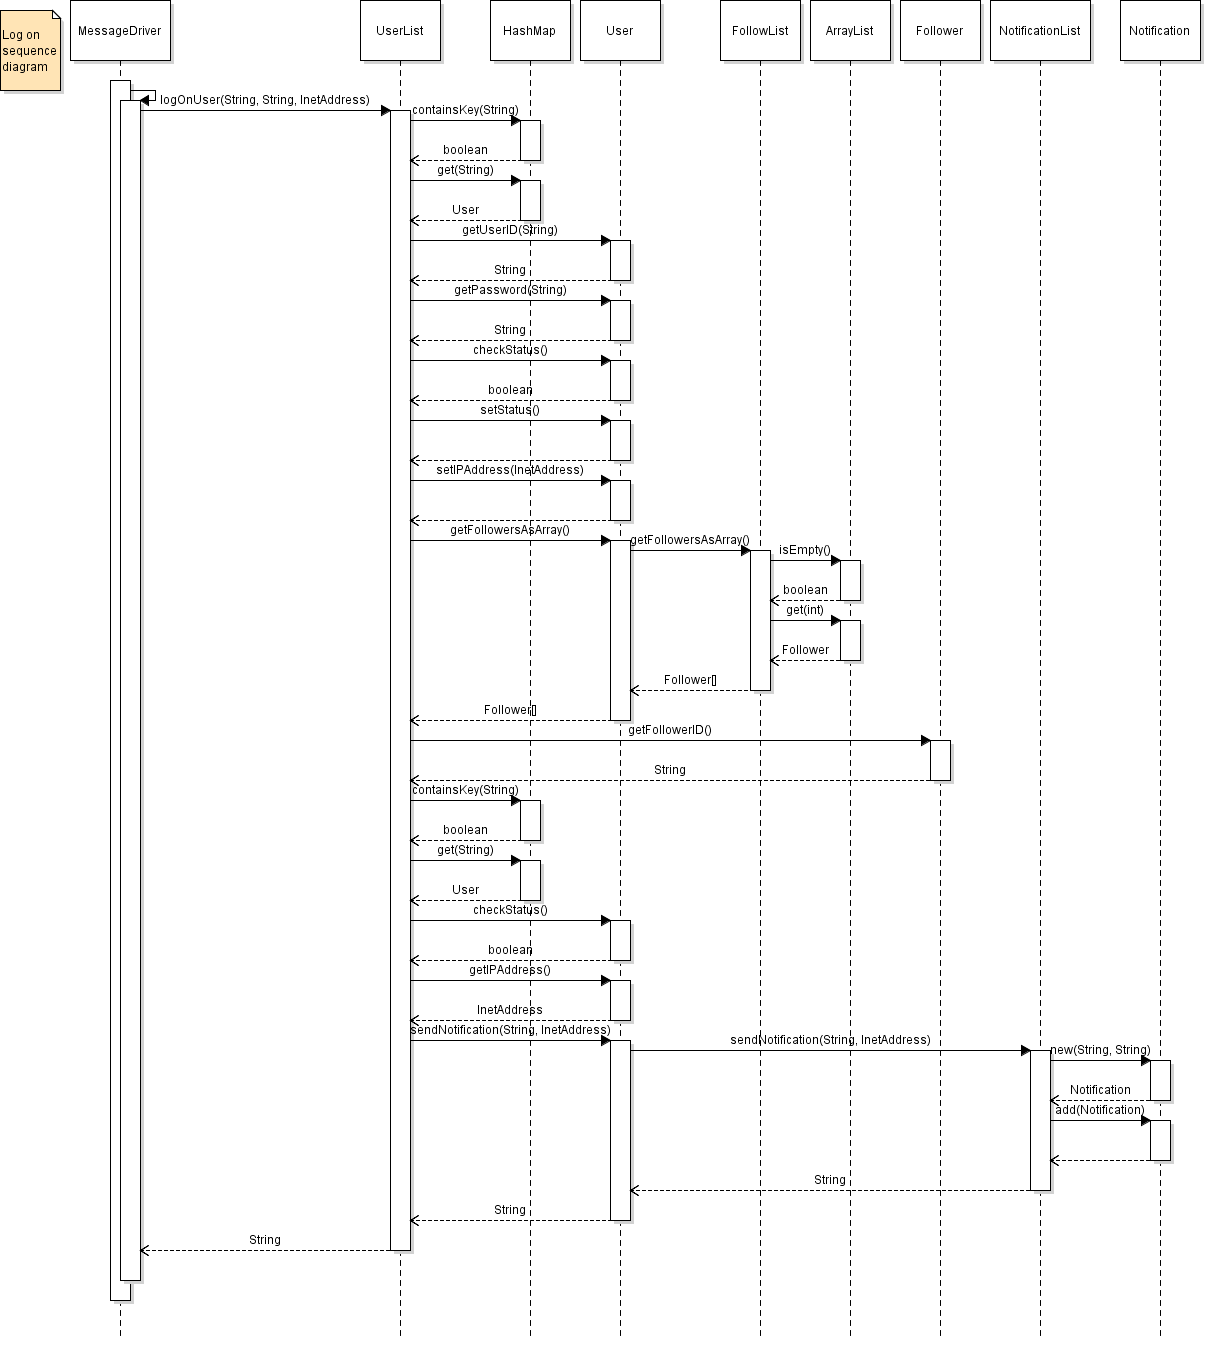 Log on
sequence
diagram
MessageDriver
UserList
HashMap
User
FollowList
ArrayList
Follower
NotificationList
Notification
logOnUser(String, String, InetAddress)
containsKey(String)
boolean
get(String)
User
getUserID(String)
String
getPassword(String)
String
checkStatus()
boolean
setStatus()
setIPAddress(InetAddress)
getFollowersAsArray()
getFollowersAsArray()
isEmpty()
boolean
get(int)
Follower
Follower[]
Follower[]
getFollowerID()
String
containsKey(String)
boolean
get(String)
User
checkStatus()
boolean
getIPAddress()
InetAddress
sendNotification(String, InetAddress)
sendNotification(String, InetAddress)
new(String, String)
Notification
add(Notification)
String
String
String